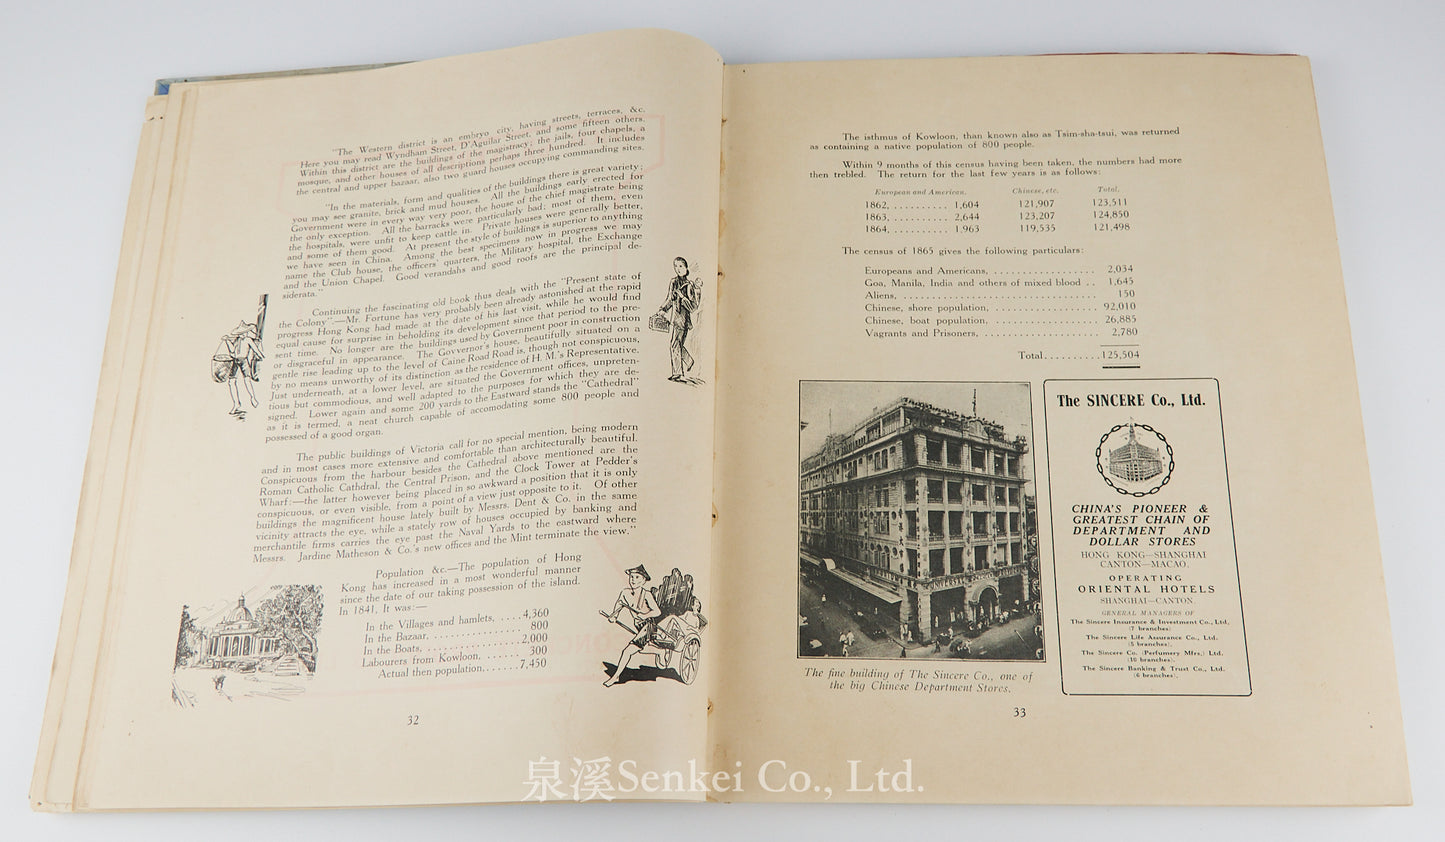 "The Western district is an embryo city, having streets, terraces, &c.
Here you may read Wyndham Street, D'Aguilar Street, and some fifteen others.
Within this district are the buildings of the magistracy; the jails, four chapels, a
mosque, and other houses of all descriptions perhaps three hundred. It includes
the central and upper bazaar, also two guard houses occupying commanding sites.
"In the materials, form and qualities of the buildings there is great variety;
you may see granite, brick and mud houses. All the buildings early erected for
Government were in every way very poor, the house of the chief magistrate being
the only exception. All the barracks were particularly bad; most of them, even
the hospitals, were unfit to keep cattle in. Private houses were generally better,
and some of them good. At present the style of buildings is superior to anything
we have seen in China. Among the best specimens now in progress we may
name the Club house, the officers' quarters, the Military hospital, the Exchange
and the Union Chapel. Good verandahs and good roofs are the principal de-
siderata."
Continuing the fascinating old book thus deals with the "Present state of
the Colony".—Mr. Fortune has very probably been already astonished at the rapid
progress Hong Kong had made at the date of his last visit, while he would find
equal cause for surprise in beholding its development since that period to the pre-
sent time. No longer are the buildings used by Government poor in construction
or disgraceful in appearance. The Govvernor's house, beautifully situated on a
gentle rise leading up to the level of Caine Road Road is, though not conspicuous,
by no means unworthy of its distinction as the residence of H. M.'s Representative.
Just underneath, at a lower level, are situated the Government offices, unpreten-
tious but commodious, and well adapted to the purposes for which they are de-
signed. Lower again and some 200 yards to the Eastward stands the "Cathedral"
as it is termed, a neat church capable of accomodating some 800 people and
possessed of a good organ.
The public buildings of Victoria call for no special mention, being modern
and in most cases more extensive and comfortable than architecturally beautiful.
Conspicuous from the harbour besides the Cathedral above mentioned are the
Roman Catholic Cathdral, the Central Prison, and the Clock Tower at Pedder's
Wharf:—the latter however being placed in so awkward a position that it is only
conspicuous, or even visible, from a point of a view just opposite to it. Of other
buildings the magnificent house lately built by Messrs. Dent & Co. in the same
vicinity attracts the eye, while a stately row of houses occupied by banking and
merchantile firms carries the eye past the Naval Yards to the eastward where
Messrs. Jardine Matheson & Co.'s new offices and the Mint terminate the view."
Population &c.—The population of Hong
Kong has increased in a most wonderful manner
since the date of our taking possession of the island.
In 1841, It was:—
In the Villages and hamlets, ....4,360
In the Bazaar, ................ 800
In the Boats, ................2,000
Labourers from Kowloon, ....... 300
Actual then population,......7,450
32
The isthmus of Kowloon, than known also as Tsim-sha-tsui, was returned
as containing a native population of 800 people.
Within 9 months of this census having been taken, the numbers had more
then trebled. The return for the last few years is as follows:
European and American. Chinese, etc. Total.
1862, .......... 1,604 121,907 123,511
1863, .......... 2,644 123,207 124,850
1864, .......... 1,963 119,535 121,498
The census of 1865 gives the following particulars:
Europeans and Americans, .................. 2,034
Goa, Manila, India and others of mixed blood .. 1,645
Aliens, .................................. 150
Chinese, shore population, ................. 92,010
Chinese, boat population, .................. 26,885
Vagrants and Prisoners, ................... 2,780
Total..........125,504
The SINCERE Co., Ltd.
CHINA'S PIONEER &
GREATEST CHAIN OF
DEPARTMENT AND
DOLLAR STORES
HONG KONG—SHANGHAI
CANTON—MACAO.
OPERATING
ORIENTAL HOTELS
SHANGHAI—CANTON.
GENERAL MANAGERS OF
The Sincere Insurance & Investment Co., Ltd,
(7 branches)
The Sincere Life Assurance Co., Ltd.
(5 branches).
The Sincere Co. (Perfumery Mfrs.) Ltd.
(10 branches).
The Sincere Banking & Trust Co., Ltd.
(6 branches).
The fine building of The Sincere Co., one of
the big Chinese Department Stores.
33
泉溪Senkei Co., Ltd.